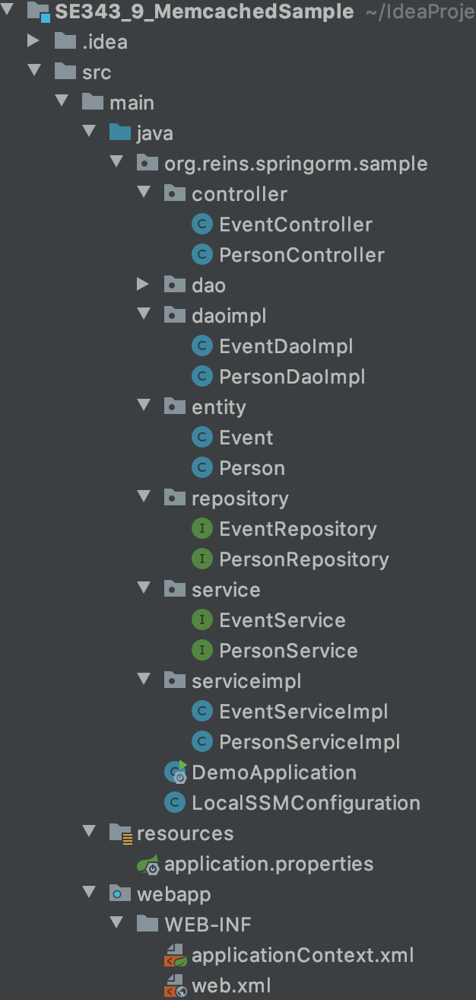 SE343_9_MemcachedSample ~/IdeaProje
.idea
src
main
java
org.reins.springorm.sample
controller
C EventController
C PersonController
dao
daoimpl
C EventDaoImpl
C PersonDaoImpl
entity
C Event
C Person
repository
I EventRepository
I PersonRepository
service
I EventService
I PersonService
serviceimpl
C EventServiceImpl
C PersonServiceImpl
DemoApplication
C LocalSSMConfiguration
resources
application.properties
webapp
WEB-INF
applicationContext.xml
web.xml